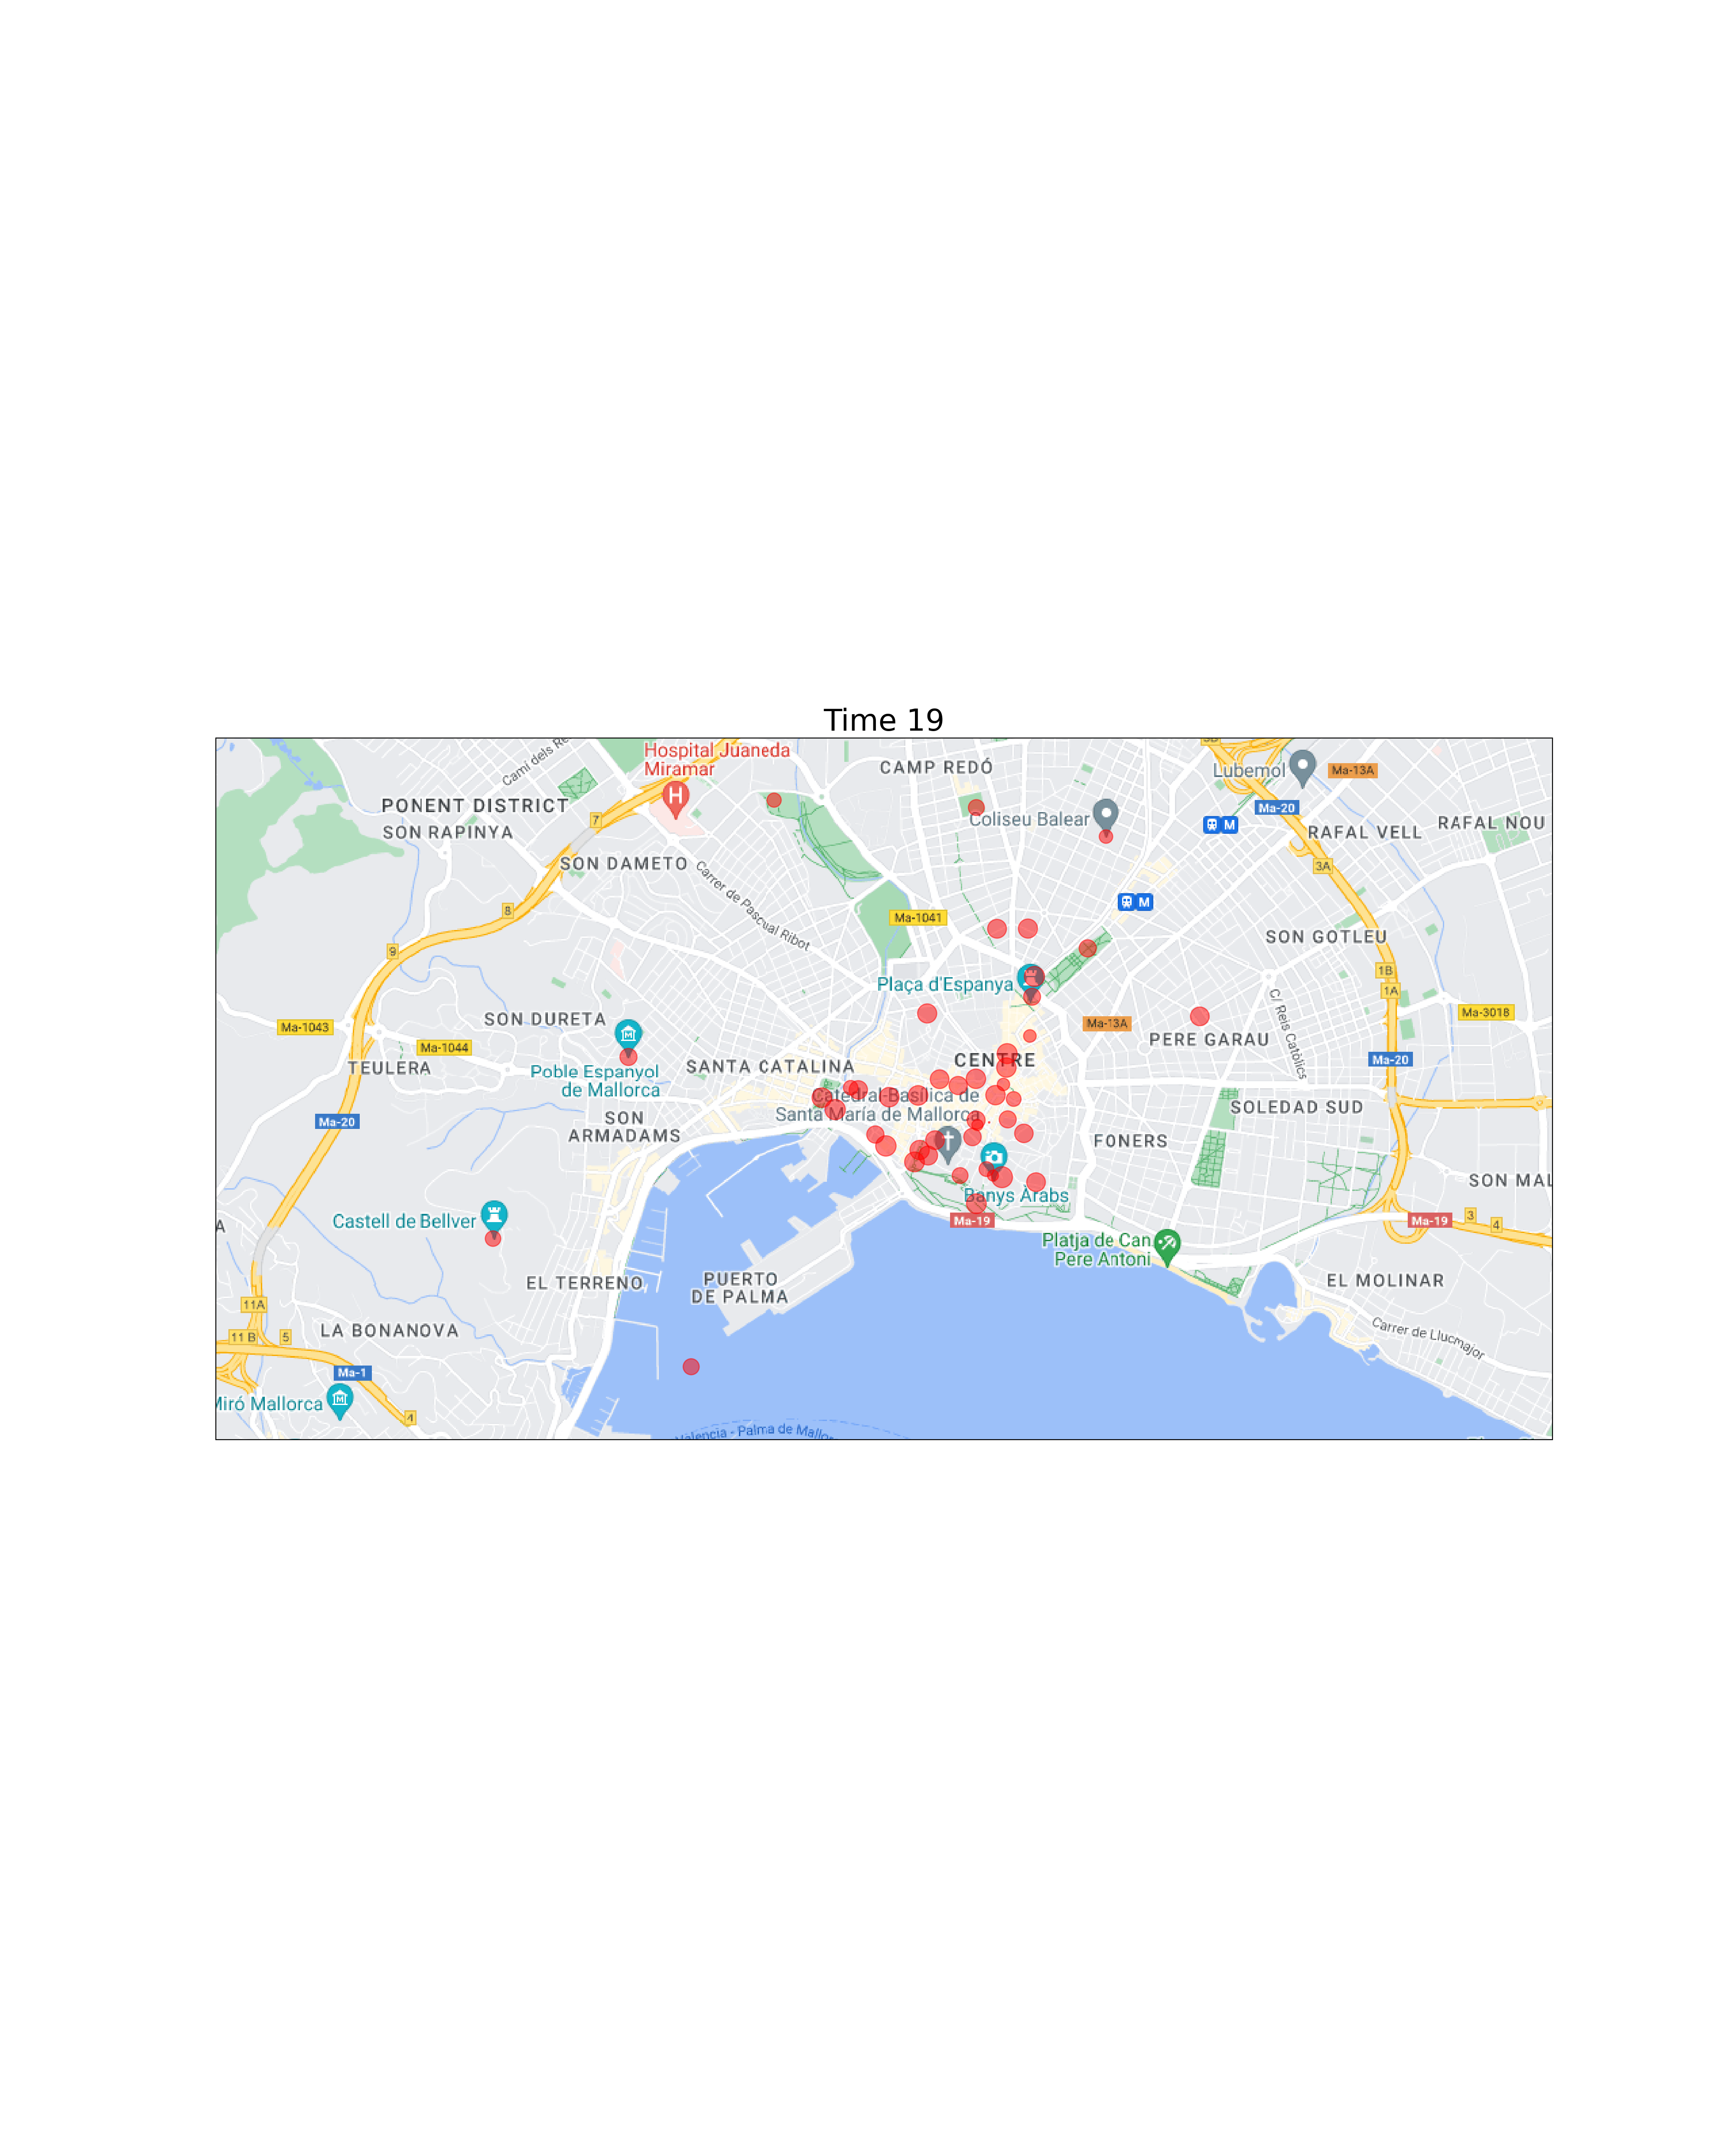 Time 19
Camí dels Re
Hospital Juaneda
Miramar
CAMP REDÓ
Lubemol
Ma-13A
PONENT DISTRICT
SON RAPINYA
7
Coliseu Balear
M
Ma-20
RAFAL VELL
RAFAL NOU
SON DAMETO
Carrer de Pascual Ribot
3A
8
Ma-1041
M
9
SON GOTLEU
1B
1A
Plaça d'Espanya
C/ Reis Catòlics
Ma-3018
SON DURETA
Ma-1043
Ma-1044
Ma-13A
PERE GARAU
TEULERA
Poble Espanyol
de Mallorca
SANTA CATALINA
CENTRE
Ma-20
Catedral-Basílica de
Santa María de Mallorca
SOLEDAD SUD
Ma-20
SON
ARMADAMS
FONERS
SON MAL
Castell de Bellver
Banys Àrabs
Ma-19
Ma-19
3
4
A
Platja de Can
Pere Antoni
EL TERRENO
PUERTO
DE PALMA
EL MOLINAR
11A
LA BONANOVA
11 B
5
Carrer de Llucmajor
Ma-1
Miró Mallorca
4
Valencia - Palma de Mallor